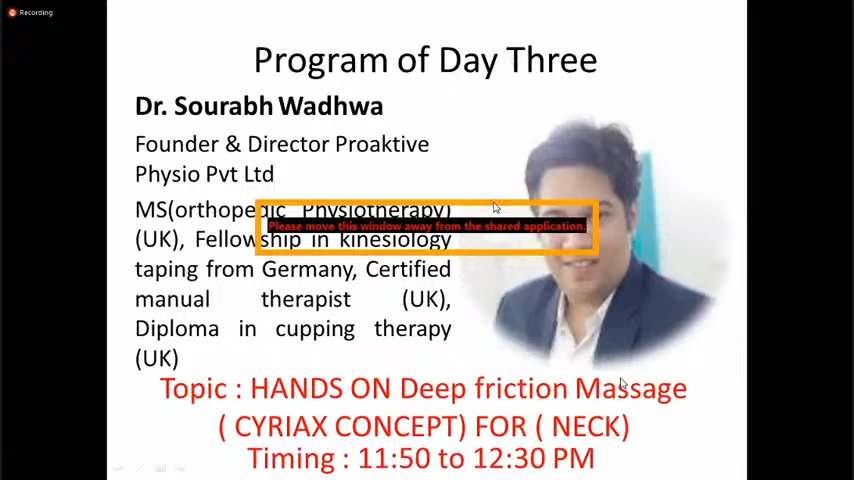 Recording
Program of Day Three
Dr. Sourabh Wadhwa
Founder & Director Proaktive
Physio Pvt Ltd
MS(orthopedic Physiotherapy)
Please move this window away from the shared application.
(UK), Fellowship in kinesiology
taping from Germany, Certified
manual therapist (UK),
Diploma in cupping therapy
(UK)
Topic : HANDS ON Deep friction Massage
( CYRIAX CONCEPT) FOR ( NECK)
Timing : 11:50 to 12:30 PM